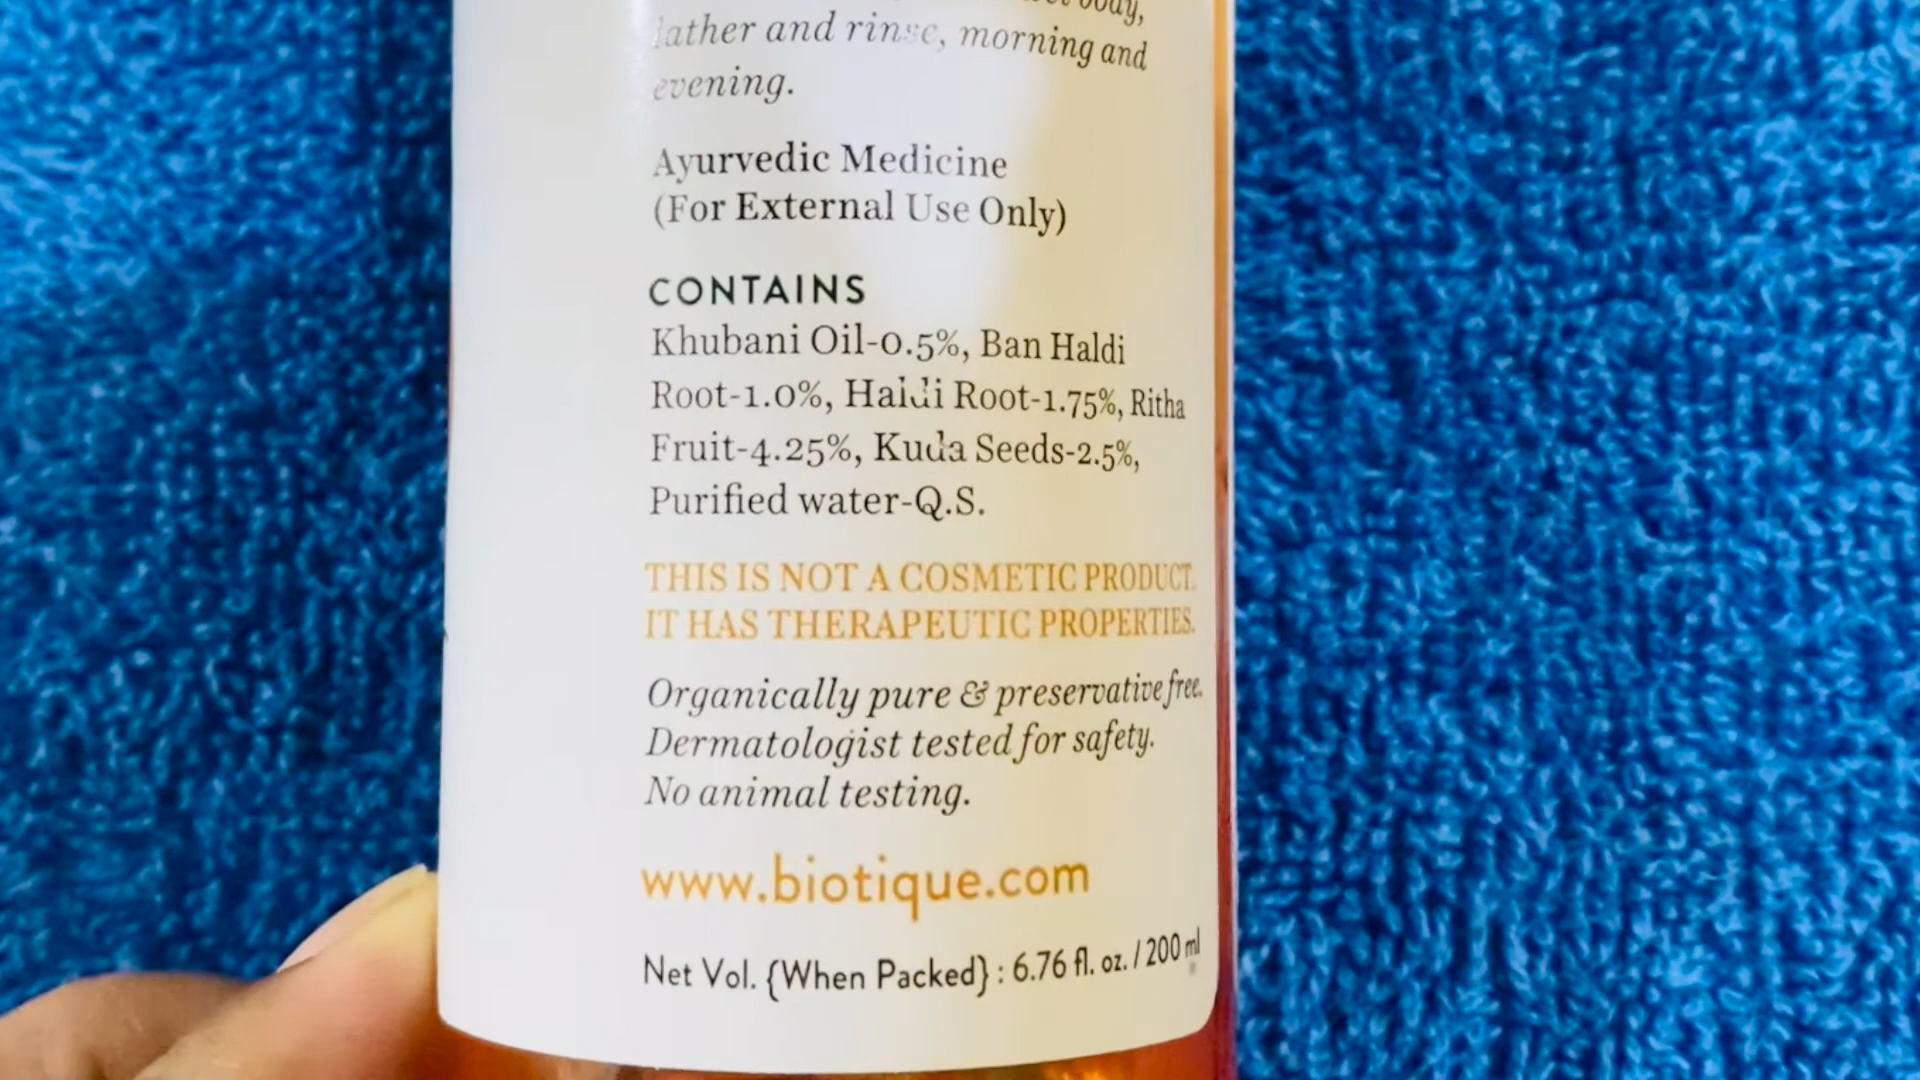 body,
lather and rinse, morning and
evening.
Ayurvedic Medicine
(For External Use Only)
CONTAINS
Khubani Oil-0.5%, Ban Haldi
Root-1.0%, Haldi Root-1.75%, Ritha
Fruit-4.25%, Kuda Seeds-2.5%,
Purified water-Q.S.
THIS IS NOT A COSMETIC PRODUCT.
IT HAS THERAPEUTIC PROPERTIES.
Organically pure & preservative free.
Dermatologist tested for safety.
No animal testing.
www.biotique.com
Net Vol. {When Packed} : 6.76 fl. oz. / 200 ml